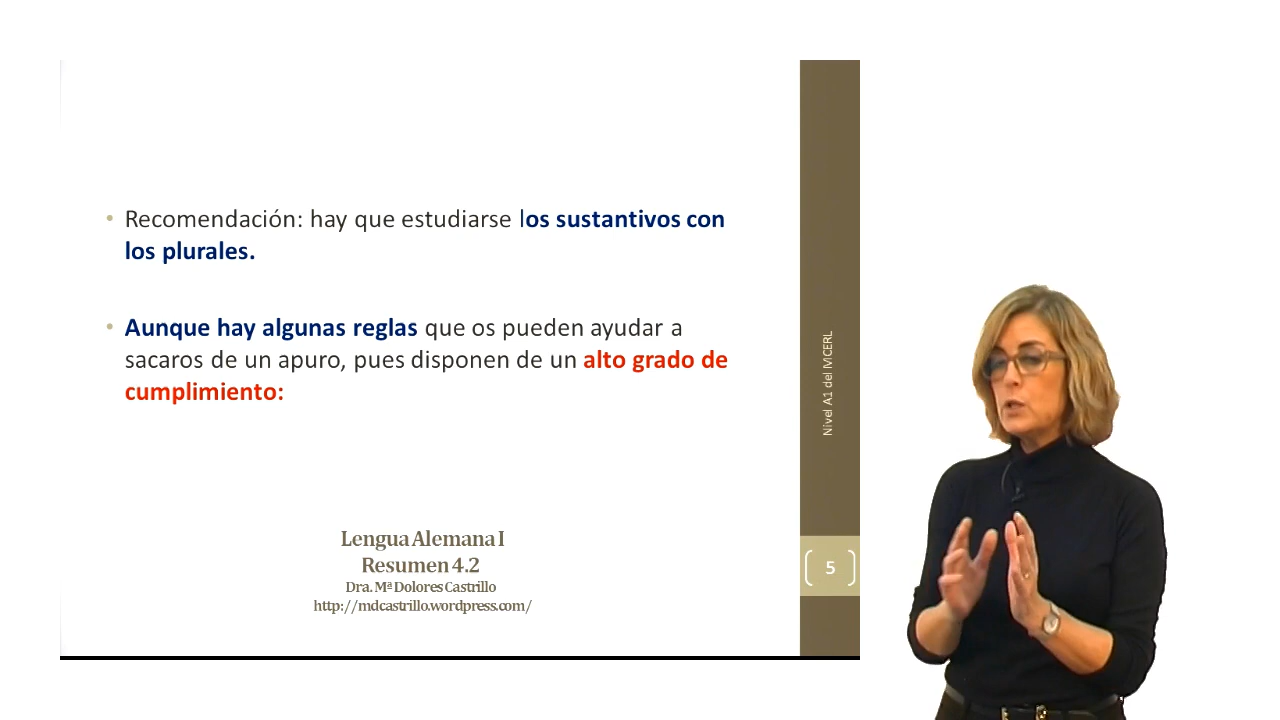 Recomendación: hay que estudiarse los sustantivos con
los plurales.
Aunque hay algunas reglas que os pueden ayudar a
sacaros de un apuro, pues disponen de un alto grado de
cumplimiento:
Nivel A1 del MCERL
5
Lengua Alemana I
Resumen 4.2
Dra. Mª Dolores Castrillo
http://mdcastrillo.wordpress.com/